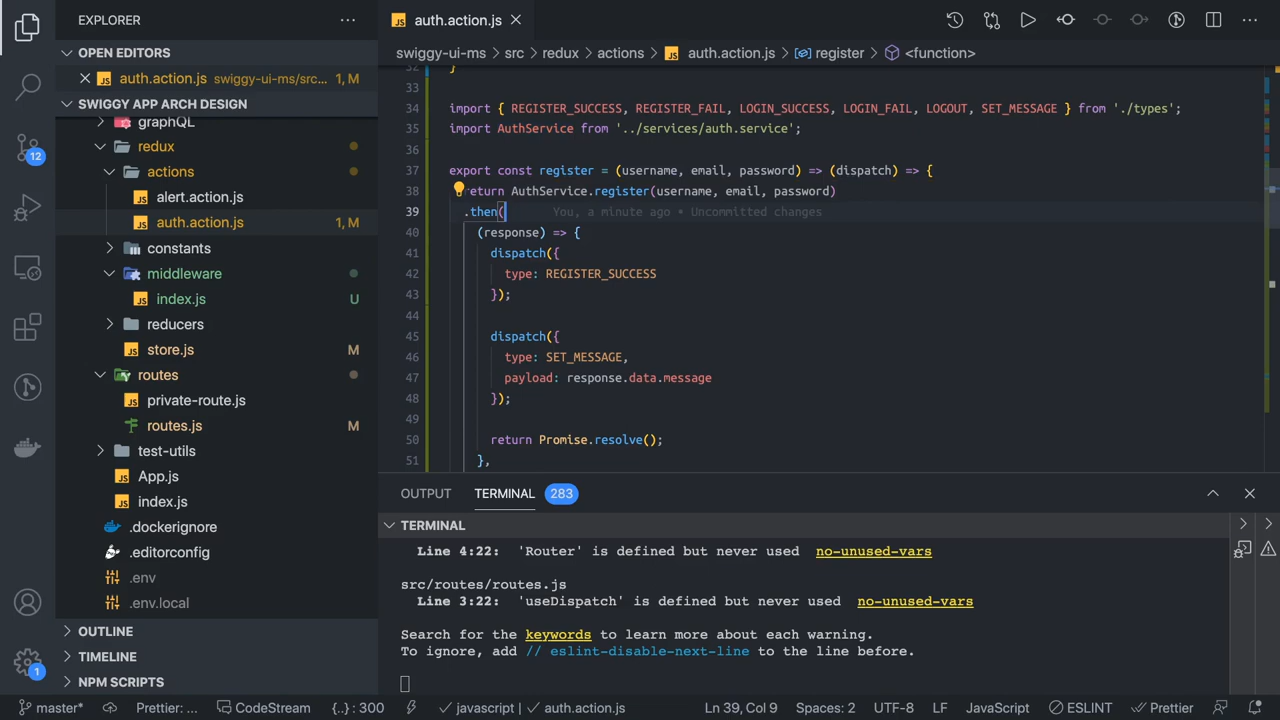 EXPLORER
OPEN EDITORS
auth.action.js swiggy-ui-ms/src... 1, M
SWIGGY APP ARCH DESIGN
graphQL
redux
actions
alert.action.js
auth.action.js 1, M
constants
middleware
index.js U
reducers
store.js M
routes
private-route.js
routes.js M
test-utils
App.js
index.js
.dockerignore
.editorconfig
.env
.env.local
OUTLINE
TIMELINE
NPM SCRIPTS
12
1
auth.action.js
swiggy-ui-ms > src > redux > actions > auth.action.js > register > <function>
32 }
33
34 import { REGISTER_SUCCESS, REGISTER_FAIL, LOGIN_SUCCESS, LOGIN_FAIL, LOGOUT, SET_MESSAGE } from './types';
35 import AuthService from '../services/auth.service';
36
37 export const register = (username, email, password) => (dispatch) => {
38 return AuthService.register(username, email, password)
39 .then( You, a minute ago • Uncommitted changes
40 (response) => {
41 dispatch({
42 type: REGISTER_SUCCESS
43 });
44
45 dispatch({
46 type: SET_MESSAGE,
47 payload: response.data.message
48 });
49
50 return Promise.resolve();
51 },
OUTPUT TERMINAL 283
TERMINAL
Line 4:22: 'Router' is defined but never used no-unused-vars
src/routes/routes.js
Line 3:22: 'useDispatch' is defined but never used no-unused-vars
Search for the keywords to learn more about each warning.
To ignore, add // eslint-disable-next-line to the line before.
master* Prettier: ... CodeStream {..} : 300 javascript | auth.action.js Ln 39, Col 9 Spaces: 2 UTF-8 LF JavaScript ESLINT Prettier